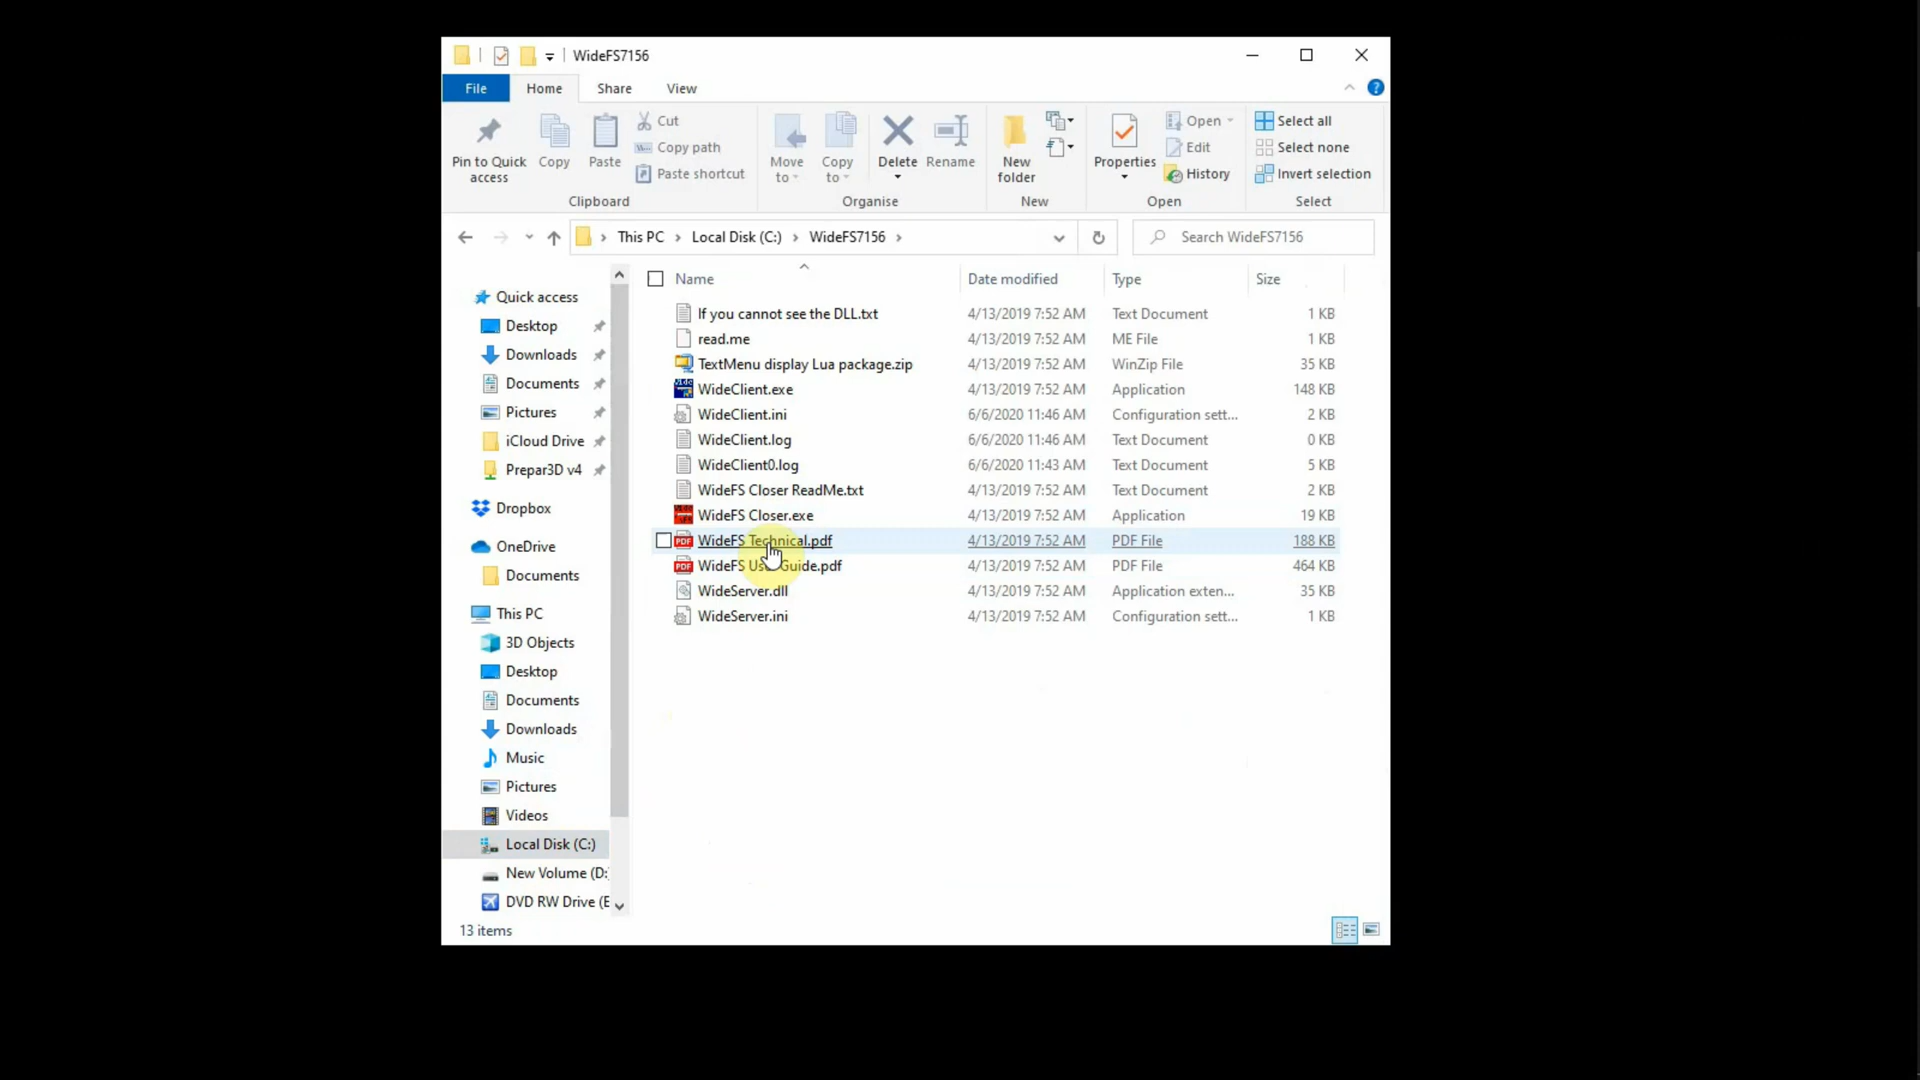 WideFS7156
File Home Share View
Pin to Quick access
Copy
Paste
Cut
Copy path
Paste shortcut
Clipboard
Move to
Copy to
Delete
Rename
Organise
New folder
New
Properties
Open
Edit
History
Open
Select all
Select none
Invert selection
Select
This PC › Local Disk (C:) › WideFS7156 ›
Search WideFS7156
Quick access
Desktop
Downloads
Documents
Pictures
iCloud Drive
Prepar3D v4
Dropbox
OneDrive
Documents
This PC
3D Objects
Desktop
Documents
Downloads
Music
Pictures
Videos
Local Disk (C:)
New Volume (D:
DVD RW Drive (E
Name Date modified Type Size
If you cannot see the DLL.txt 4/13/2019 7:52 AM Text Document 1 KB
read.me 4/13/2019 7:52 AM ME File 1 KB
TextMenu display Lua package.zip 4/13/2019 7:52 AM WinZip File 35 KB
WideClient.exe 4/13/2019 7:52 AM Application 148 KB
WideClient.ini 6/6/2020 11:46 AM Configuration sett... 2 KB
WideClient.log 6/6/2020 11:46 AM Text Document 0 KB
WideClient0.log 6/6/2020 11:43 AM Text Document 5 KB
WideFS Closer ReadMe.txt 4/13/2019 7:52 AM Text Document 2 KB
WideFS Closer.exe 4/13/2019 7:52 AM Application 19 KB
WideFS Technical.pdf 4/13/2019 7:52 AM PDF File 188 KB
WideFS User Guide.pdf 4/13/2019 7:52 AM PDF File 464 KB
WideServer.dll 4/13/2019 7:52 AM Application exten... 35 KB
WideServer.ini 4/13/2019 7:52 AM Configuration sett... 1 KB
13 items